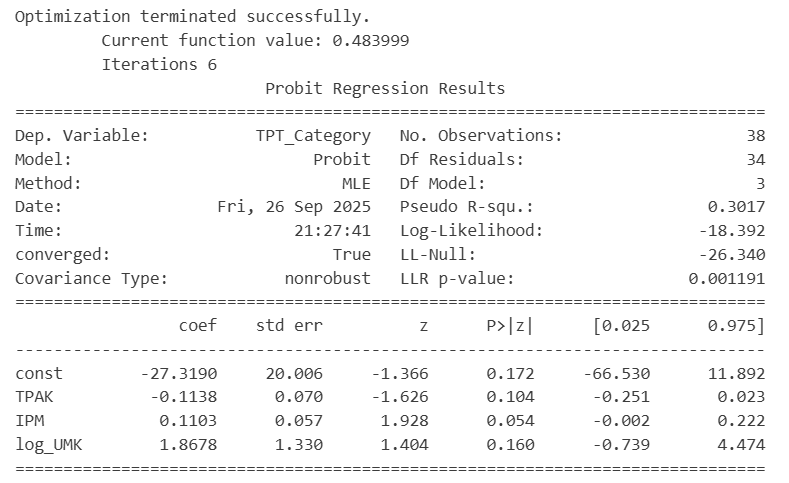 Optimization terminated successfully.
         Current function value: 0.483999
         Iterations 6
                          Probit Regression Results
==============================================================================
Dep. Variable:           TPT_Category   No. Observations:                   38
Model:                         Probit   Df Residuals:                       34
Method:                           MLE   Df Model:                            3
Date:                Fri, 26 Sep 2025   Pseudo R-squ.:                  0.3017
Time:                        21:27:41   Log-Likelihood:                -18.392
converged:                       True   LL-Null:                       -26.340
Covariance Type:            nonrobust   LLR p-value:                  0.001191
==============================================================================
                 coef    std err          z      P>|z|      [0.025      0.975]
------------------------------------------------------------------------------
const        -27.3190     20.006     -1.366      0.172     -66.530      11.892
TPAK          -0.1138      0.070     -1.626      0.104      -0.251       0.023
IPM            0.1103      0.057      1.928      0.054      -0.002       0.222
log_UMK        1.8678      1.330      1.404      0.160      -0.739       4.474
==============================================================================